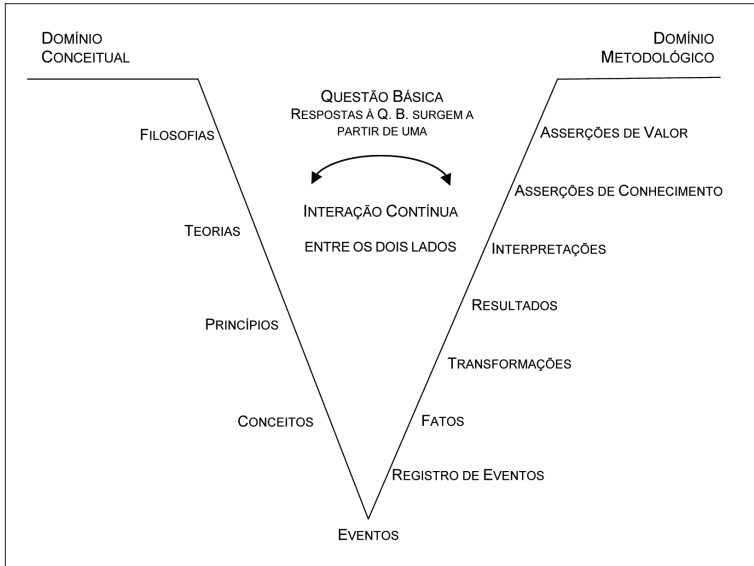 DOMÍNIO
CONCEITUAL
DOMÍNIO
METODOLÓGICO
QUESTÃO BÁSICA
RESPOSTAS À Q. B. SURGEM A
PARTIR DE UMA
INTERAÇÃO CONTÍNUA
ENTRE OS DOIS LADOS
FILOSOFIAS
TEORIAS
PRINCÍPIOS
CONCEITOS
ASSERÇÕES DE VALOR
ASSERÇÕES DE CONHECIMENTO
INTERPRETAÇÕES
RESULTADOS
TRANSFORMAÇÕES
FATOS
REGISTRO DE EVENTOS
EVENTOS